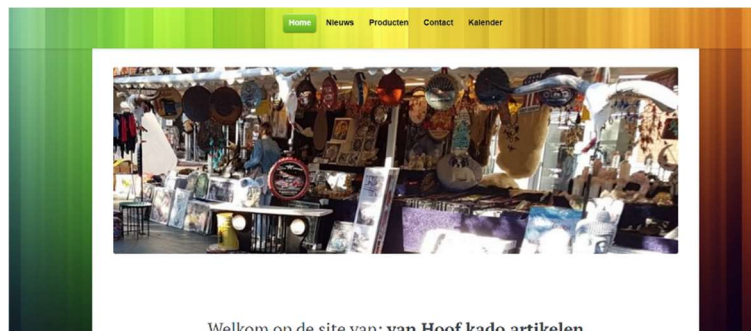 Home Nieuws Producten Contact Kalender
Welkom op de site van: van Hoof kado artikelen